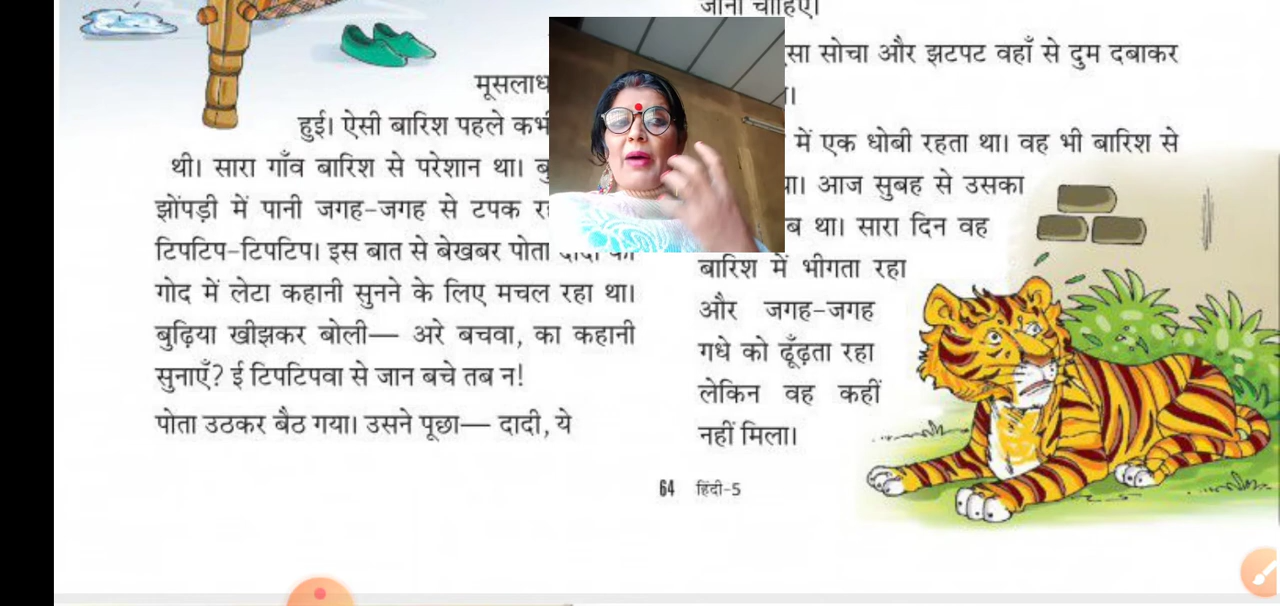 मूसलाध
हुई। ऐसी बारिश पहले कभी
थी। सारा गाँव बारिश से परेशान था।
झोंपड़ी में पानी जगह-जगह से टपक
टिपटिप-टिपटिप। इस बात से बेखबर पोता दादी की
गोद में लेटा कहानी सुनने के लिए मचल रहा था।
बुढ़िया खीझकर बोली— अरे बचवा, का कहानी
सुनाएँ? ई टिपटिपवा से जान बचे तब न!
पोता उठकर बैठ गया। उसने पूछा— दादी, ये
जाना चाहिए।
सोचा और झटपट वहाँ से दुम दबाकर
में एक धोबी रहता था। वह भी बारिश से
आज सुबह से उसका
था। सारा दिन वह
बारिश में भीगता रहा
और जगह-जगह
गधे को ढूँढ़ता रहा
लेकिन वह कहीं
नहीं मिला।
64 हिंदी-5